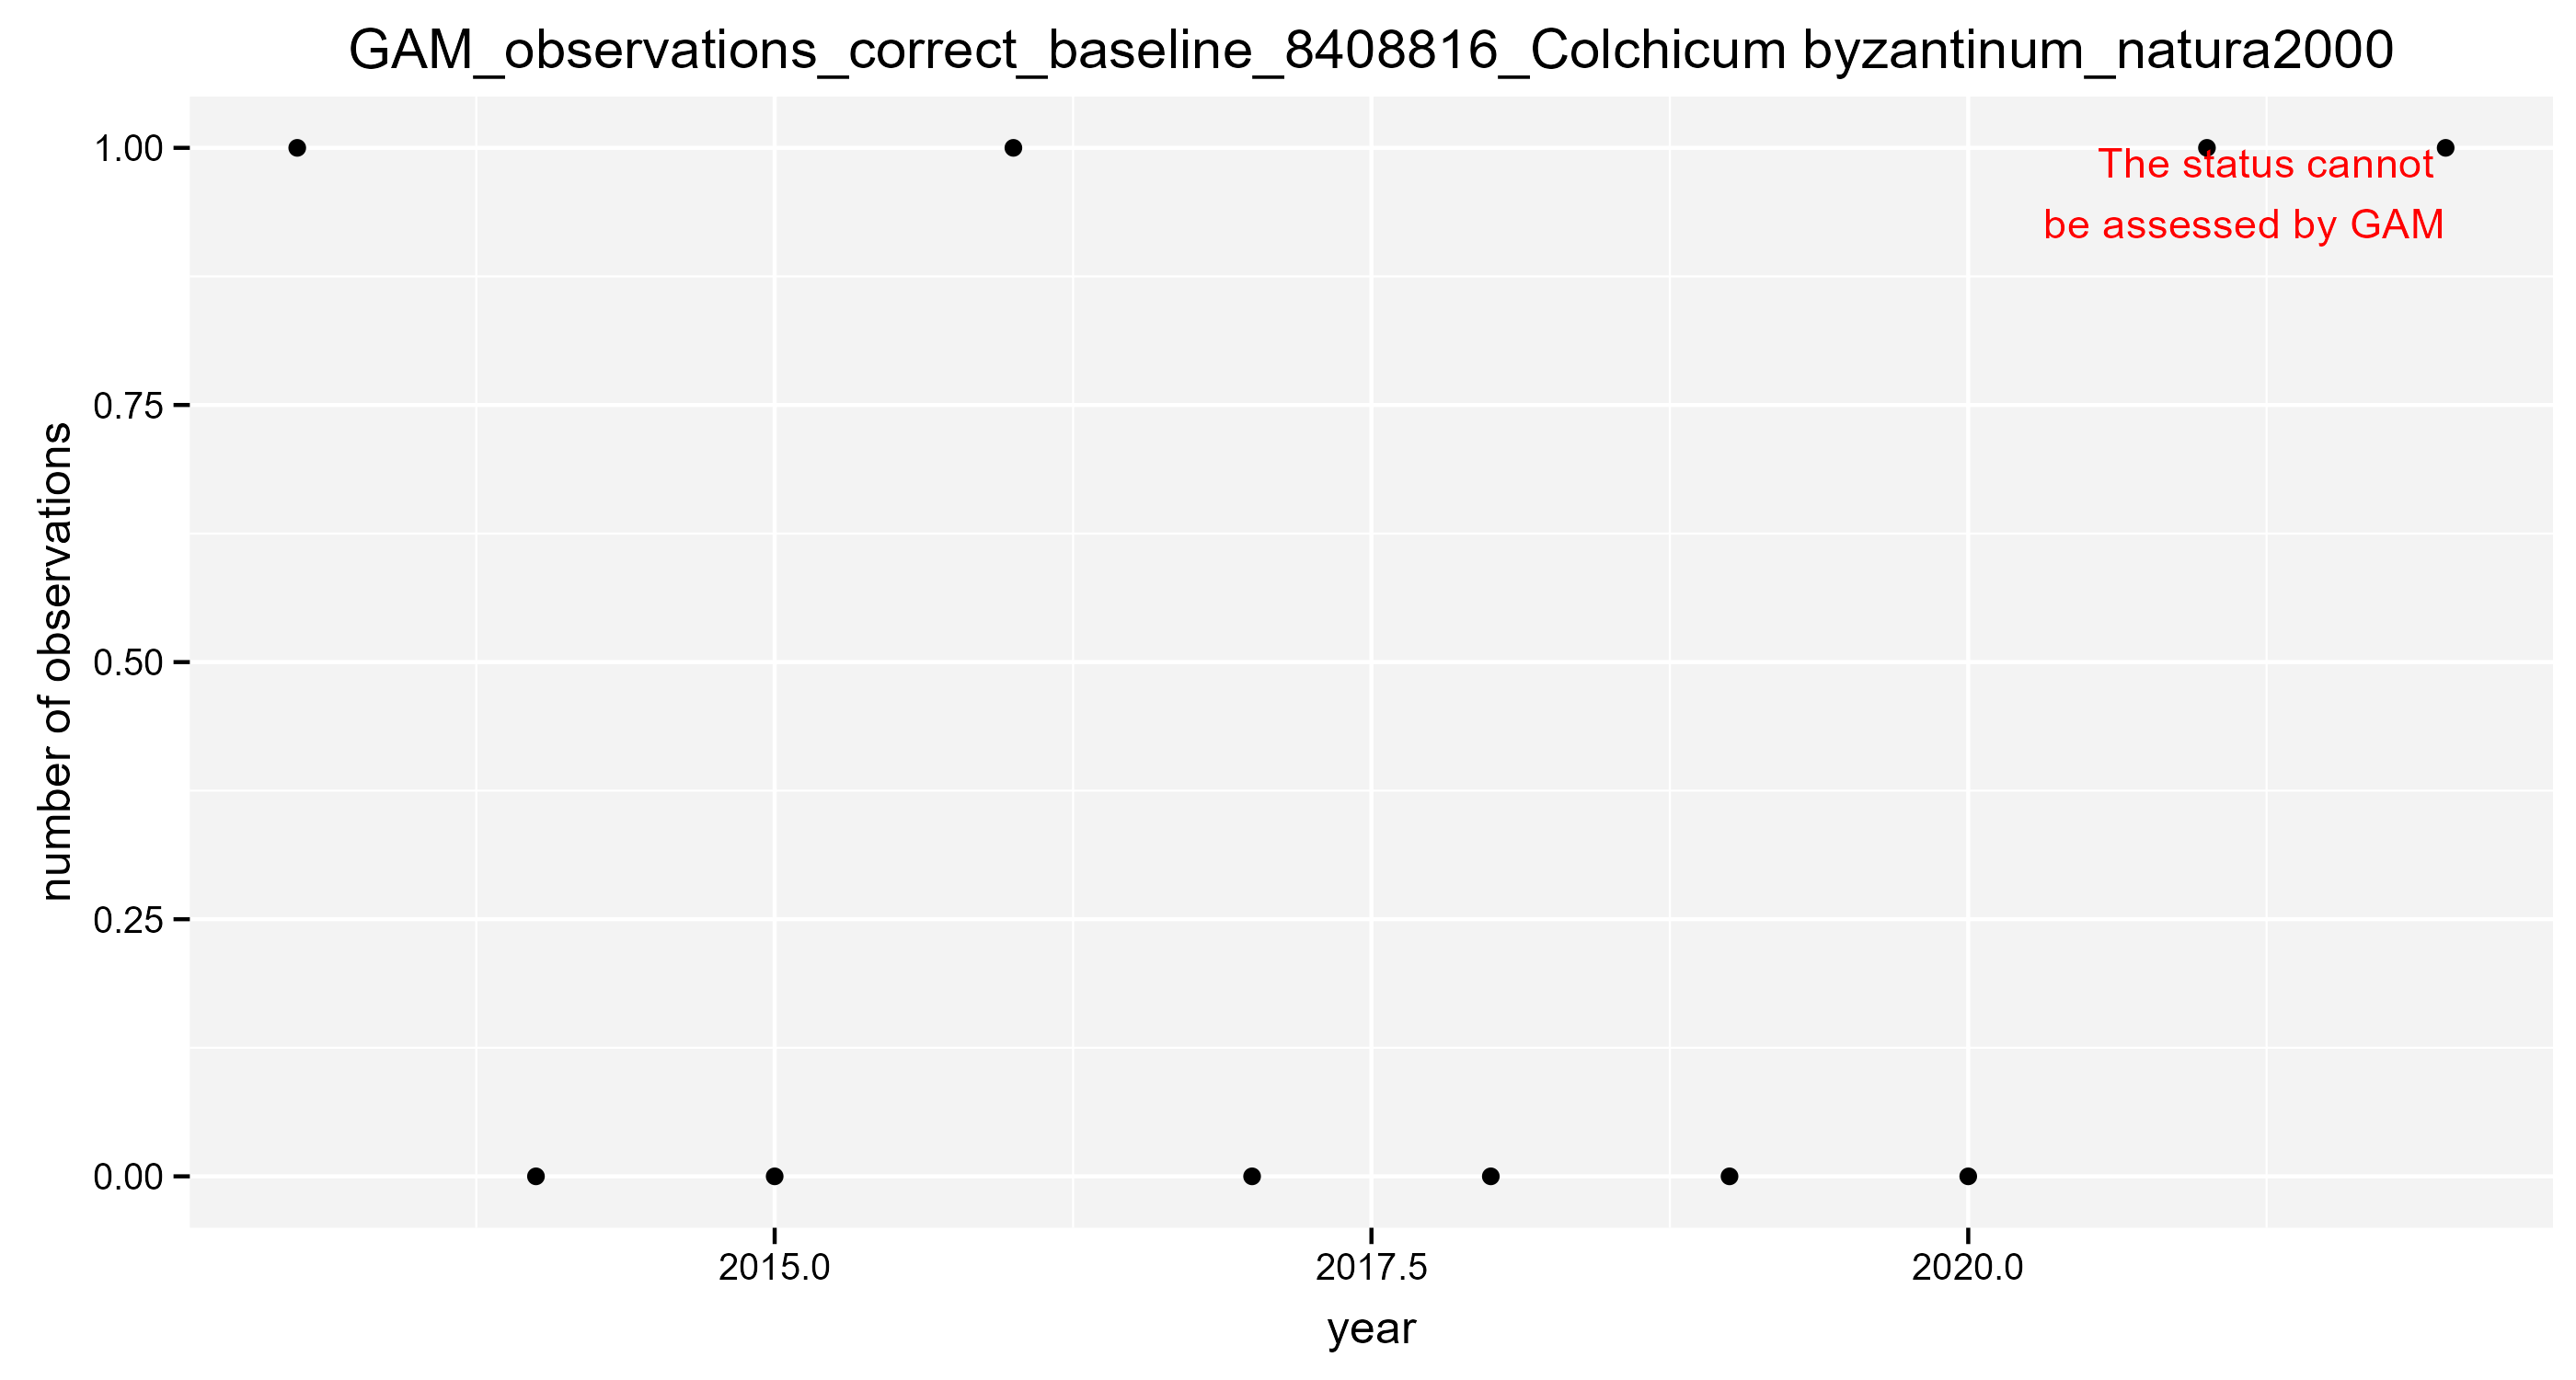 GAM_observations_correct_baseline_8408816_Colchicum byzantinum_natura2000
1.00
The status cannot
be assessed by GAM
0.75
0.50
0.25
0.00
number of observations
2015.0 2017.5 2020.0
year